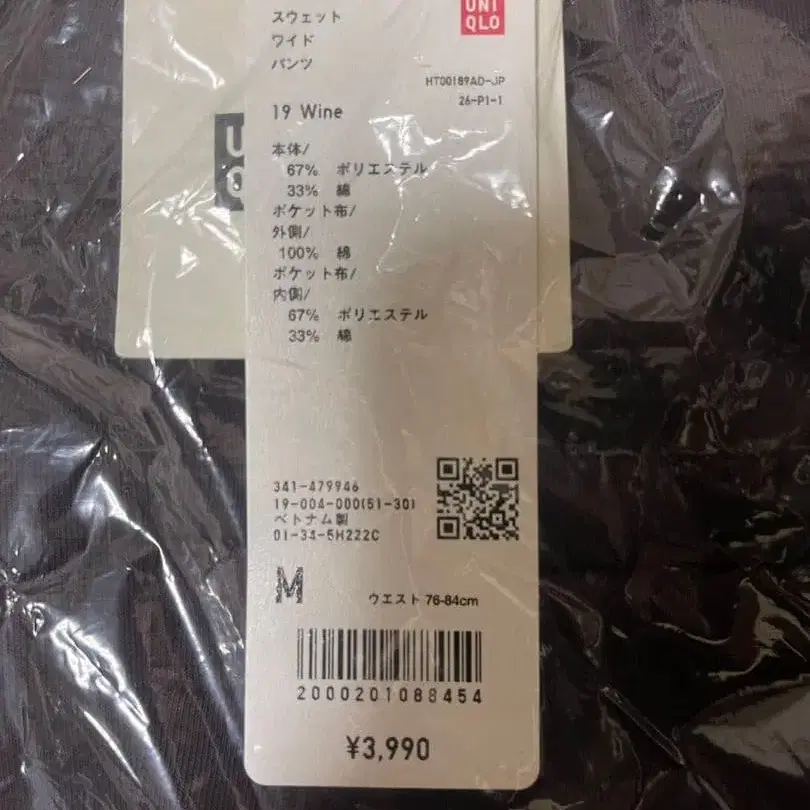 スウェット
ワイド
パンツ
UNI
QLO
HT00189AD-JP
26-P1-1
19 Wine
本体/
67% ポリエステル
33% 綿
ポケット布/
外側/
100% 綿
ポケット布/
内側/
67% ポリエステル
33% 綿
341-479946
19-004-000(51-30)
ベトナム製
01-34-5H222C
M
ウエスト 76-84cm
2000201088454
¥3,990